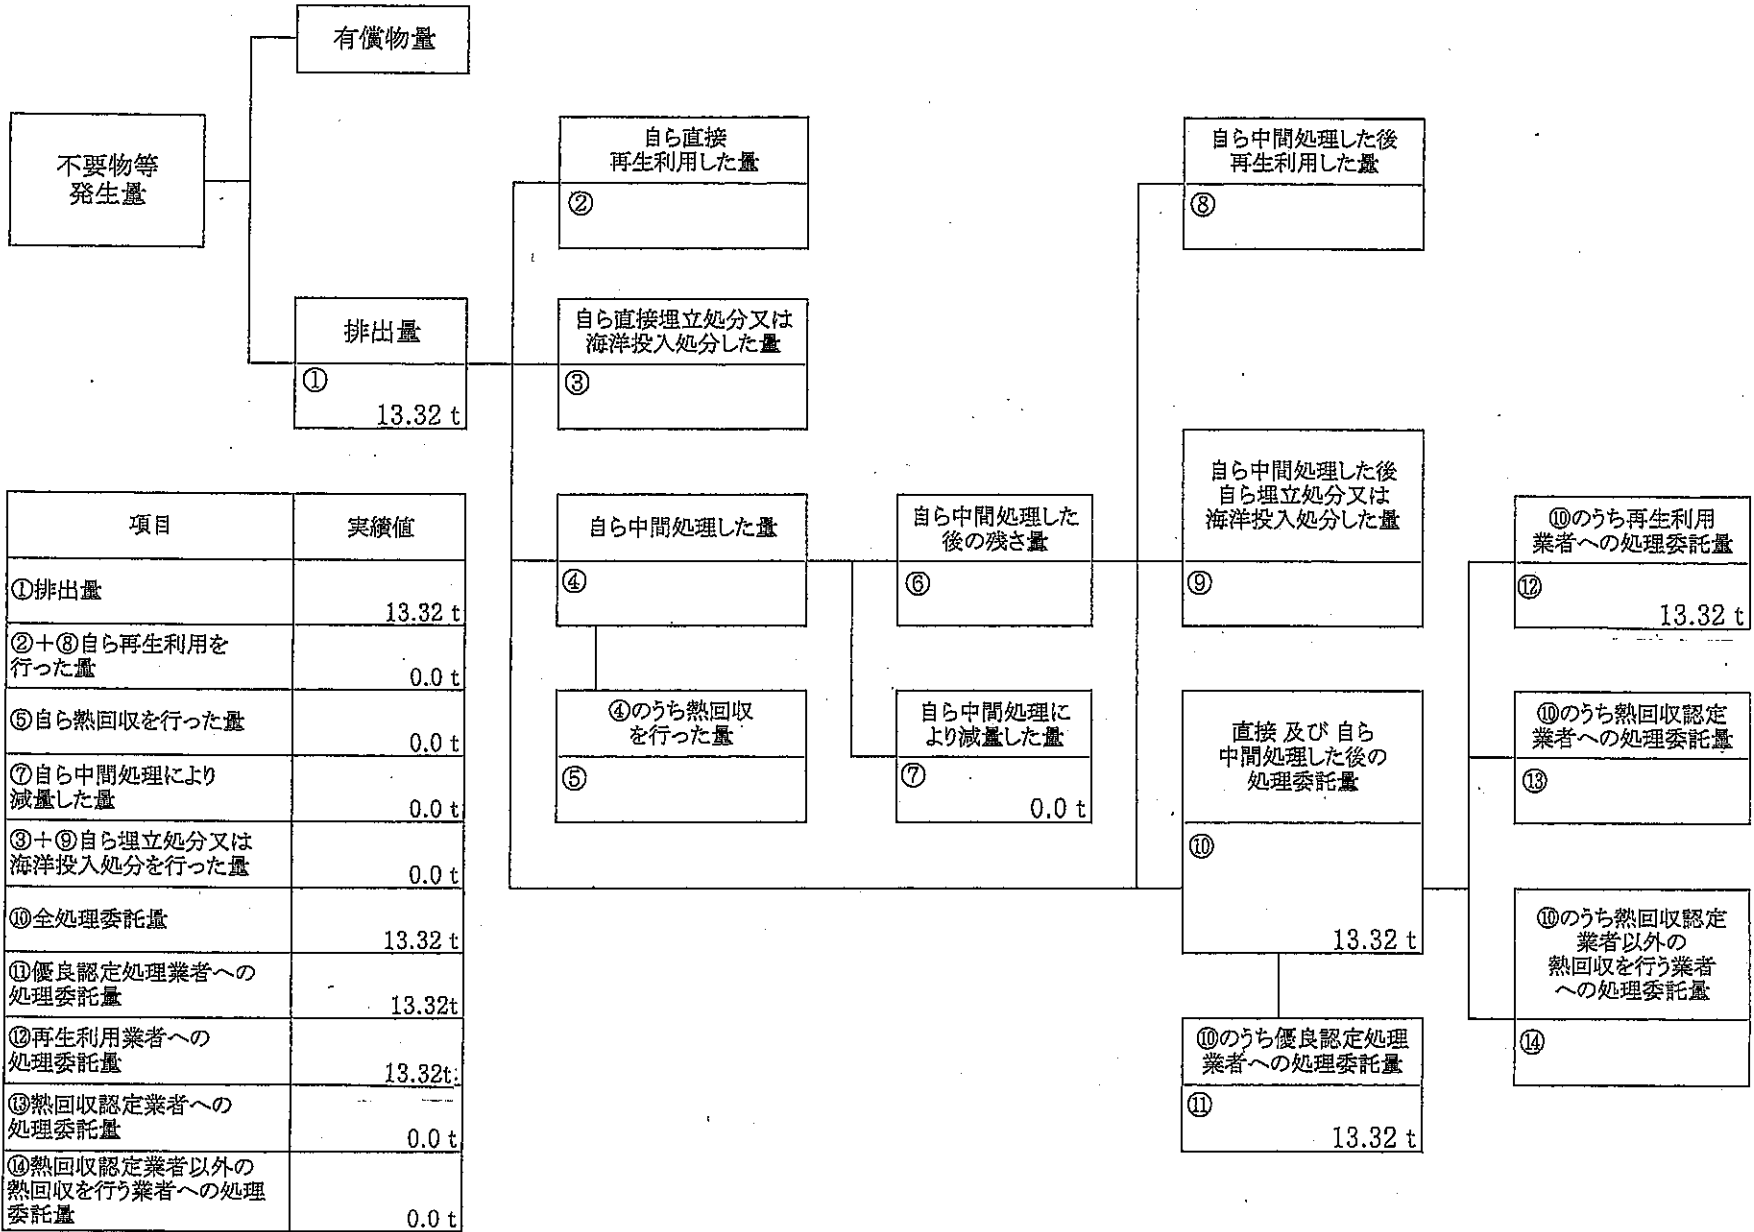 有償物量
不要物等
発生量
排出量
①
13.32 t
自ら直接
再生利用した量
②
自ら直接埋立処分又は
海洋投入処分した量
③
自ら中間処理した量
④
④のうち熱回収
を行った量
⑤
自ら中間処理した
後の残さ量
⑥
自ら中間処理に
より減量した量
⑦
0.0 t
自ら中間処理した後
再生利用した量
⑧
自ら中間処理した後
自ら埋立処分又は
海洋投入処分した量
⑨
直接 及び 自ら
中間処理した後の
処理委託量
⑩
13.32 t
⑩のうち優良認定処理
業者への処理委託量
⑪
13.32 t
⑩のうち再生利用
業者への処理委託量
⑫
13.32 t
⑩のうち熱回収認定
業者への処理委託量
⑬
⑩のうち熱回収認定
業者以外の
熱回収を行う業者
への処理委託量
⑭
項目 実績値
①排出量
13.32 t
②＋⑧自ら再生利用を
行った量
0.0 t
⑤自ら熱回収を行った量
0.0 t
⑦自ら中間処理により
減量した量
0.0 t
③＋⑨自ら埋立処分又は
海洋投入処分を行った量
0.0 t
⑩全処理委託量
13.32 t
⑪優良認定処理業者への
処理委託量
13.32t
⑫再生利用業者への
処理委託量
13.32t
⑬熱回収認定業者への
処理委託量
0.0 t
⑭熱回収認定業者以外の
熱回収を行う業者への処理
委託量
0.0 t